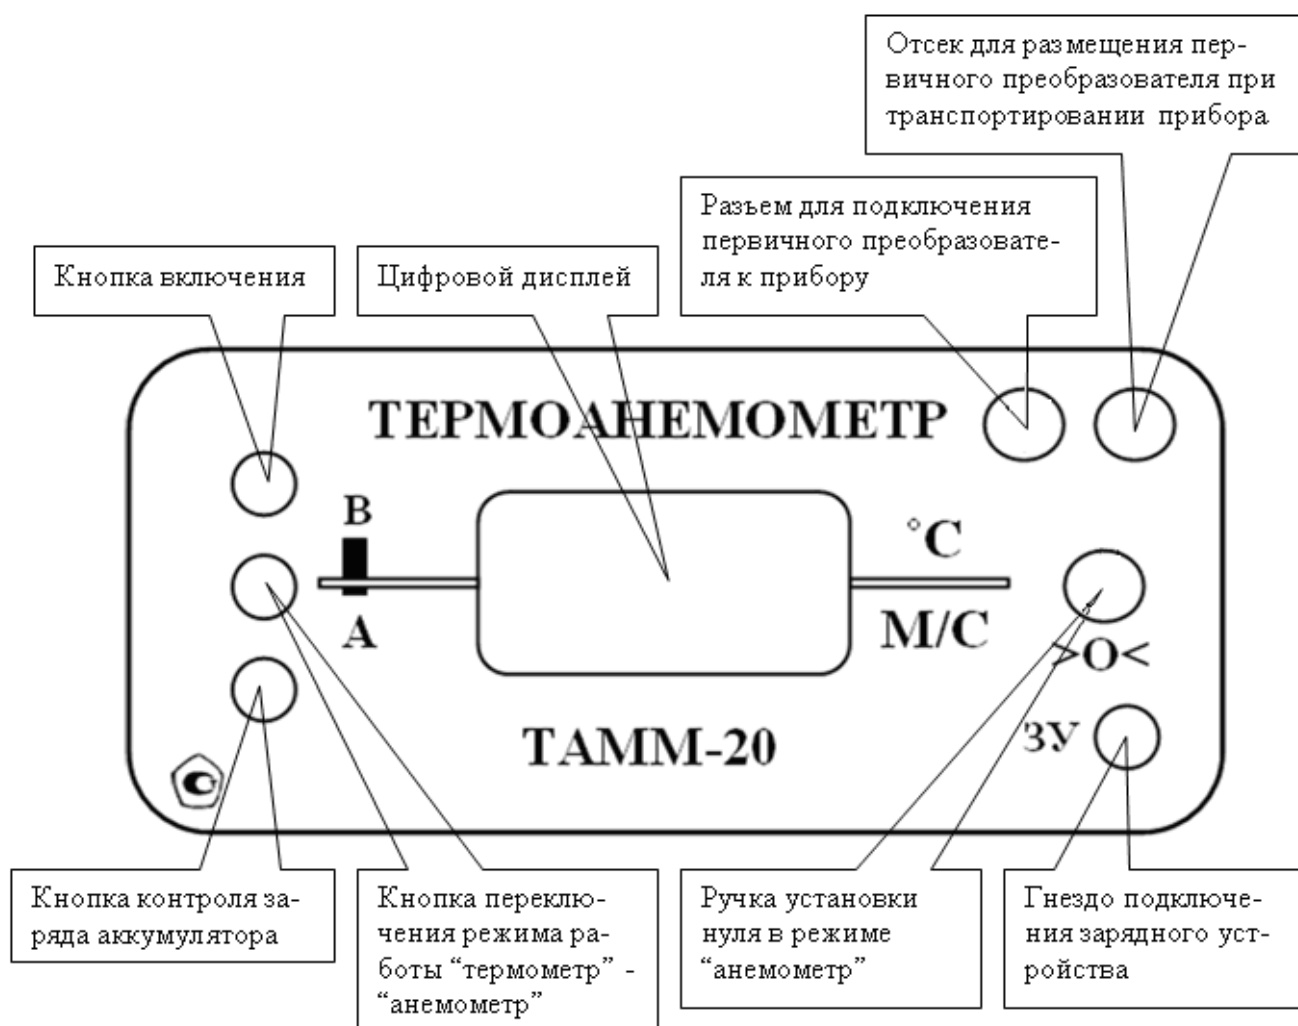 Отсек для размещения пер-
вичного преобразователя при
транспортировании прибора
Разъем для подключения
первичного преобразовате-
ля к прибору
Кнопка включения
Цифровой дисплей
ТЕРМОАНЕМОМЕТР
В
°С
А
М/С
>О<
ТАММ-20
ЗУ
Кнопка контроля за-
ряда аккумулятора
Кнопка переклю-
чения режима ра-
боты “термометр” -
“анемометр”
Ручка установки
нуля в режиме
“анемометр”
Гнездо подключе-
ния зарядного уст-
ройства